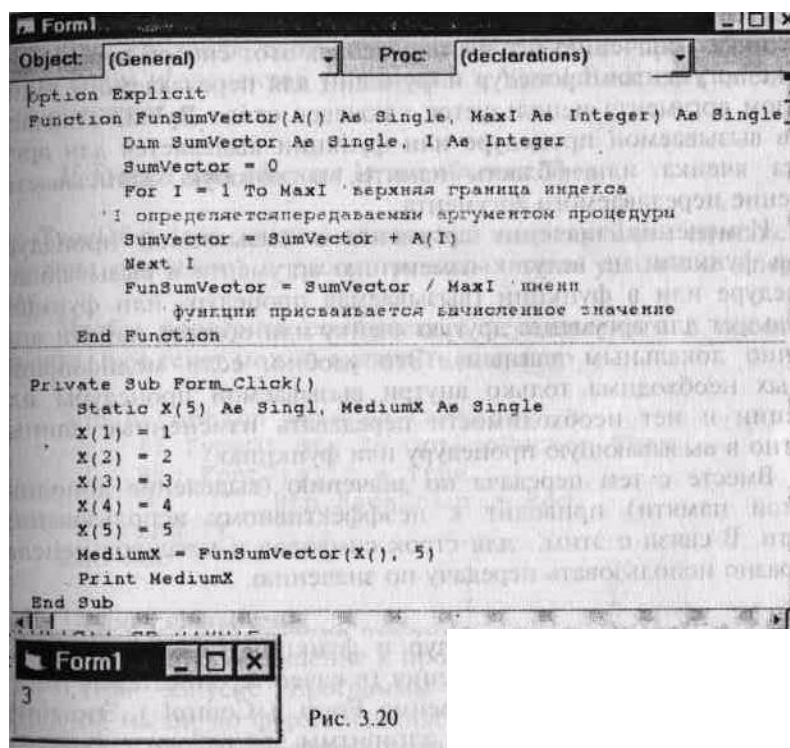 Form1
Object: (General) Proc: (declarations)
Option Explicit
Function FunSumVector(A() As Single, MaxI As Integer) As Single
Dim SumVector As Single, I As Integer
SumVector = 0
For I = 1 To MaxI 'верхняя граница индекса
'I определяетсяпередаваемым аргументом процедуры
SumVector = SumVector + A(I)
Next I
FunSumVector = SumVector / MaxI 'имени
функции присваивается вычисленное значение
End Function
Private Sub Form_Click()
Static X(5) As Singl, MediumX As Single
X(1) = 1
X(2) = 2
X(3) = 3
X(4) = 4
X(5) = 5
MediumX = FunSumVector(X(), 5)
Print MediumX
End Sub
Form1
3
Рис. 3.20